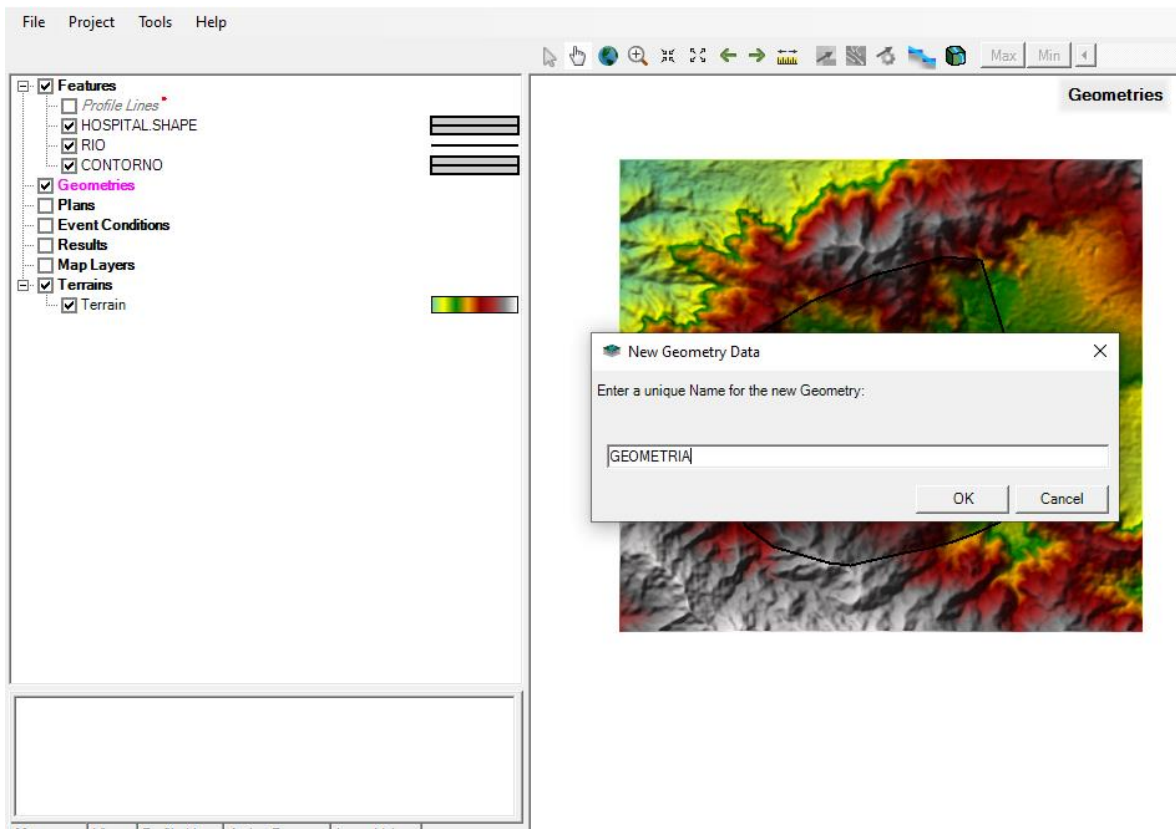 File Project Tools Help
Max Min
Features
Profile Lines
HOSPITAL.SHAPE
RIO
CONTORNO
Geometries
Plans
Event Conditions
Results
Map Layers
Terrains
Terrain
Geometries
New Geometry Data
Enter a unique Name for the new Geometry:
GEOMETRIA
OK Cancel